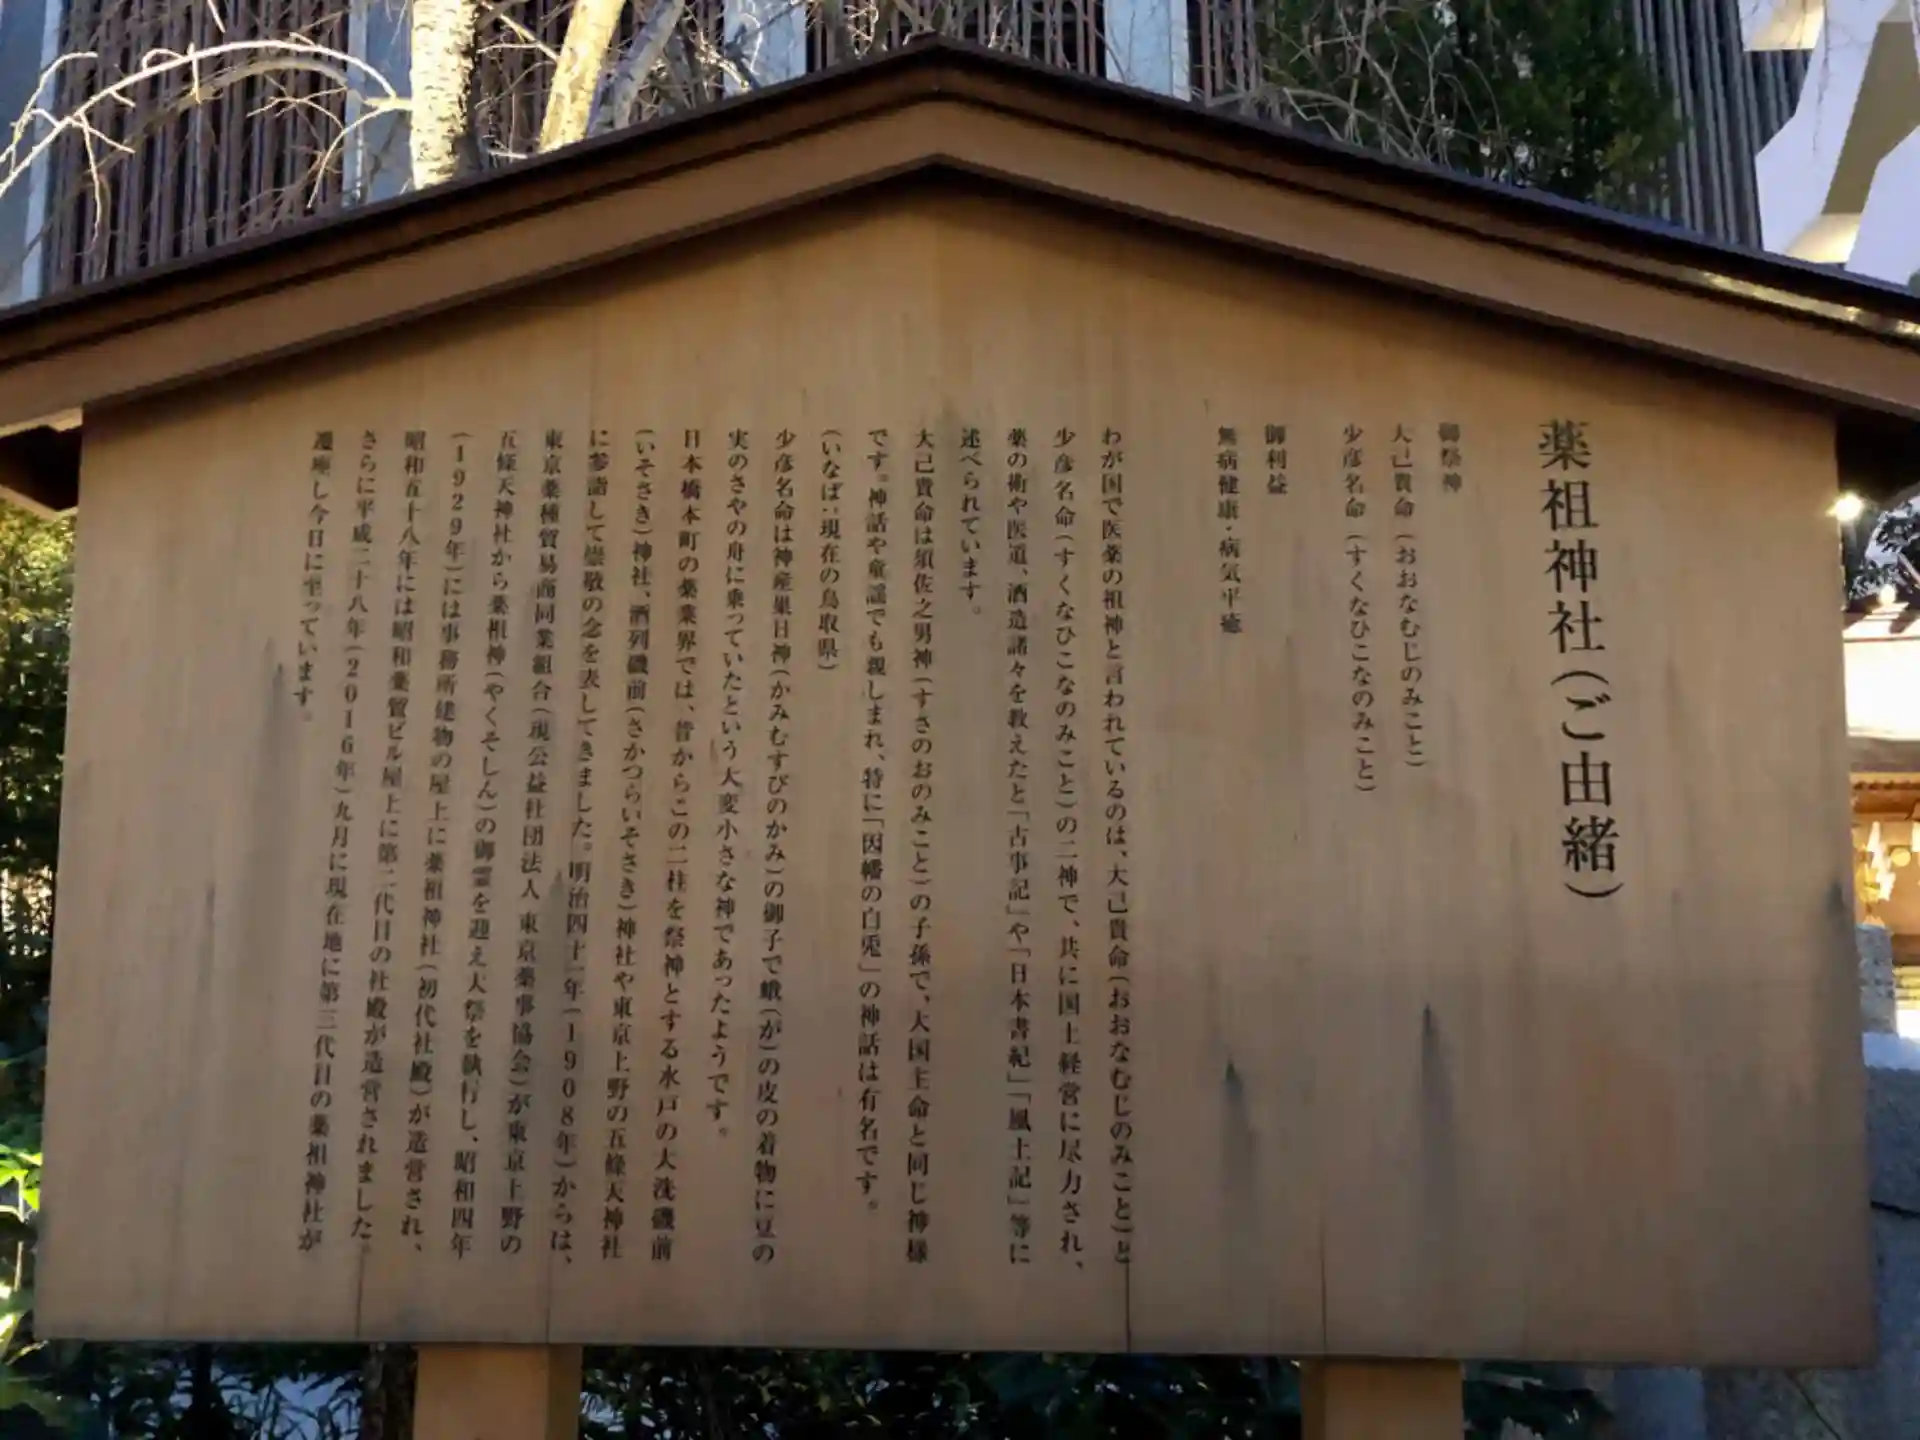 薬祖神社(ご由緒)
御祭神
大己貴命(おおなむじのみこと)
少彦名命(すくなひこなのみこと)
御利益
無病健康・病気平癒
わが国で医薬の祖神と言われているのは、大己貴命(おおなむじのみこと)と
少彦名命(すくなひこなのみこと)の二神で、共に国土経営に尽力され、
薬の術や医道、酒造諸々を教えたと「古事記」や「日本書紀」「風土記」等に
述べられています。
大己貴命は須佐之男神(すさのおのみこと)の子孫で、大国主命と同じ神様
です。神話や童謡でも親しまれ、特に「因幡の白兎」の神話は有名です。
(いなば:現在の鳥取県)
少彦名命は神産巣日神(かみむすびのかみ)の御子で蛾(が)の皮の着物に豆の
実のさやの舟に乗っていたという大変小さな神であったようです。
日本橋本町の薬業界では、昔からこの二柱を祭神とする水戸の大洗磯前
(いそさき)神社、酒列磯前(さかつらいそさき)神社や東京上野の五條天神社
に参詣して崇敬の念を表してきました。明治四十一年(1908年)からは、
東京薬種貿易商同業組合(現公益社団法人 東京薬事協会)が東京上野の
五條天神社から薬祖神(やくそしん)の御霊を迎え大祭を執行し、昭和四年
(1929年)には事務所建物の屋上に薬祖神社(初代社殿)が造営され、
昭和五十八年には昭和薬貿ビル屋上に第二代目の社殿が造営されました。
さらに平成二十八年(2016年)九月に現在地に第三代目の薬祖神社が
遷座し今日に至っています。